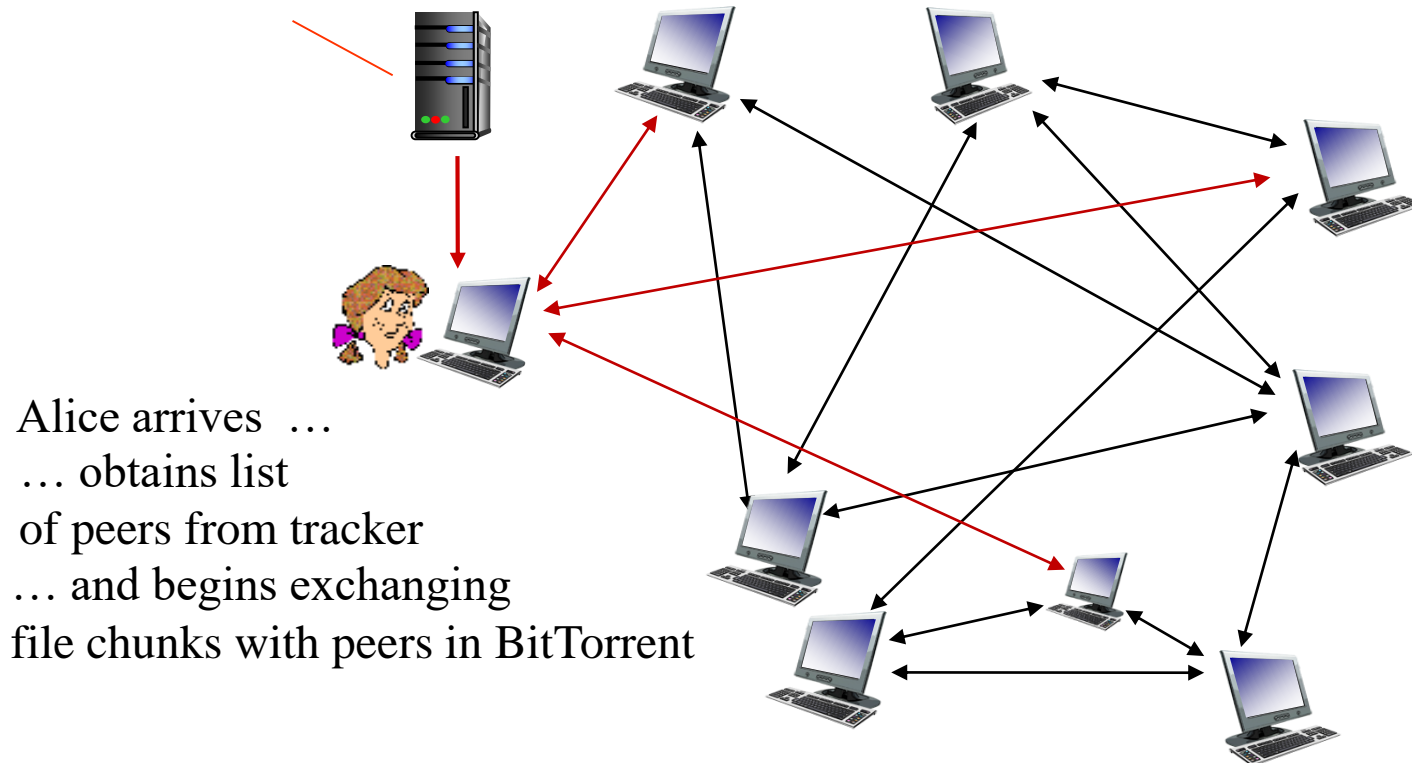 Alice arrives …
… obtains list
of peers from tracker
… and begins exchanging
file chunks with peers in BitTorrent